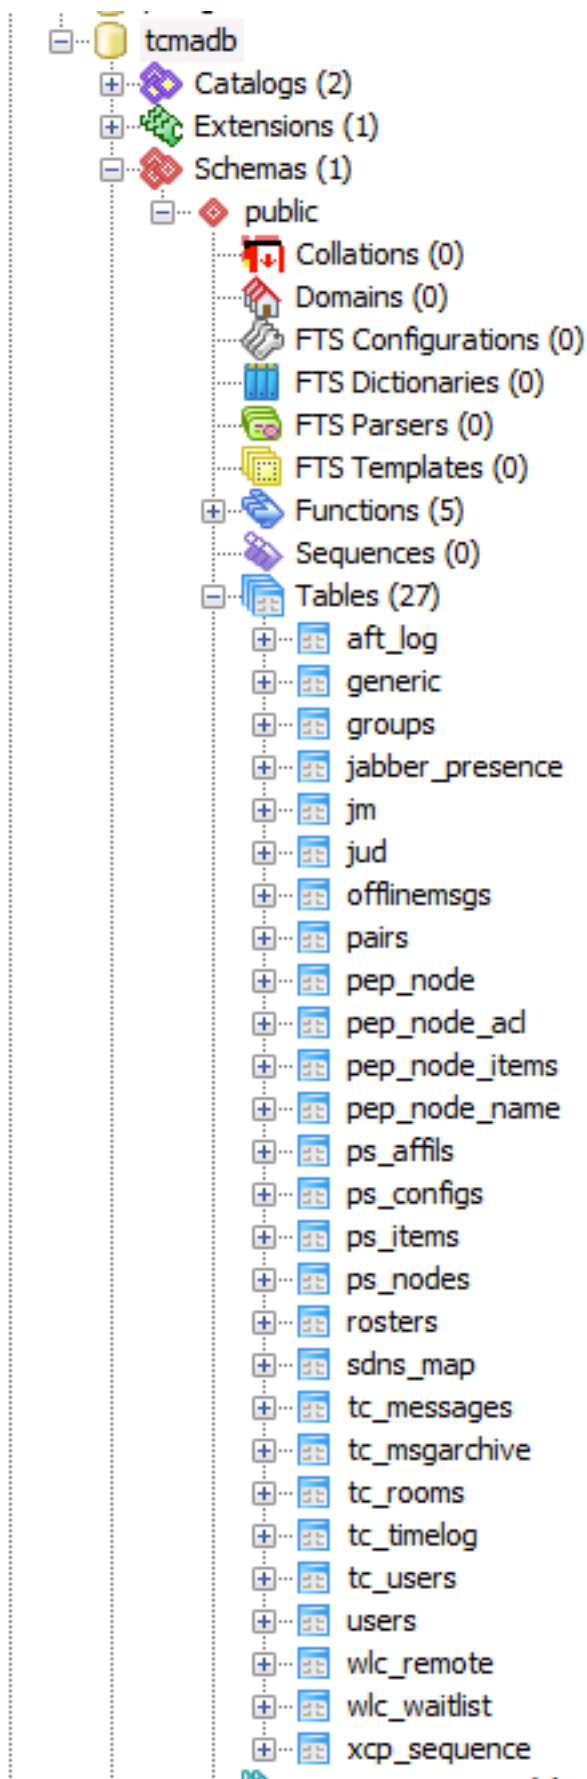 tcmadb
Catalogs (2)
Extensions (1)
Schemas (1)
public
Collations (0)
Domains (0)
FTS Configurations (0)
FTS Dictionaries (0)
FTS Parsers (0)
FTS Templates (0)
Functions (5)
Sequences (0)
Tables (27)
aft_log
generic
groups
jabber_presence
jm
jud
offlinemsgs
pairs
pep_node
pep_node_acl
pep_node_items
pep_node_name
ps_affils
ps_configs
ps_items
ps_nodes
rosters
sdns_map
tc_messages
tc_msgarchive
tc_rooms
tc_timelog
tc_users
users
wlc_remote
wlc_waitlist
xcp_sequence